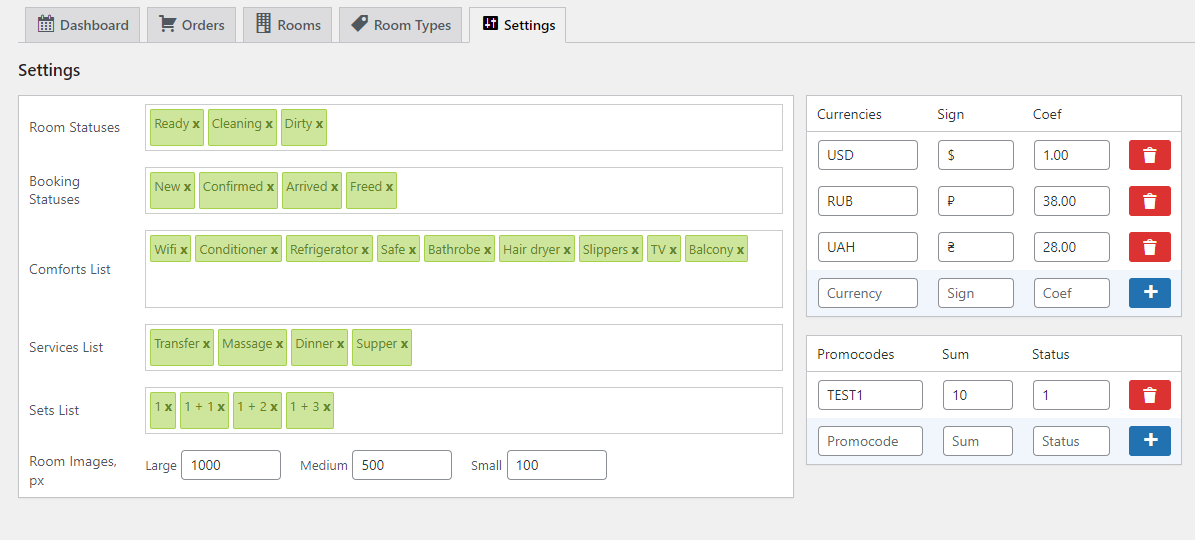 Dashboard Orders Rooms Room Types Settings
Settings
Room Statuses Ready x Cleaning x Dirty x
Booking Statuses New x Confirmed x Arrived x Freed x
Comforts List Wifi x Conditioner x Refrigerator x Safe x Bathrobe x Hair dryer x Slippers x TV x Balcony x
Services List Transfer x Massage x Dinner x Supper x
Sets List 1 x 1 + 1 x 1 + 2 x 1 + 3 x
Room Images, px Large 1000 Medium 500 Small 100
Currencies Sign Coef
USD $ 1.00
RUB ₽ 38.00
UAH ₴ 28.00
Currency Sign Coef +
Promocodes Sum Status
TEST1 10 1
Promocode Sum Status +